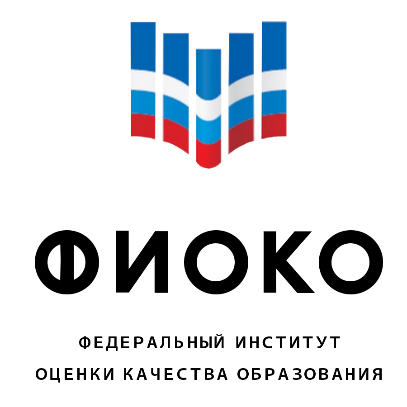 ФИОКО
ФЕДЕРАЛЬНЫЙ ИНСТИТУТ
ОЦЕНКИ КАЧЕСТВА ОБРАЗОВАНИЯ